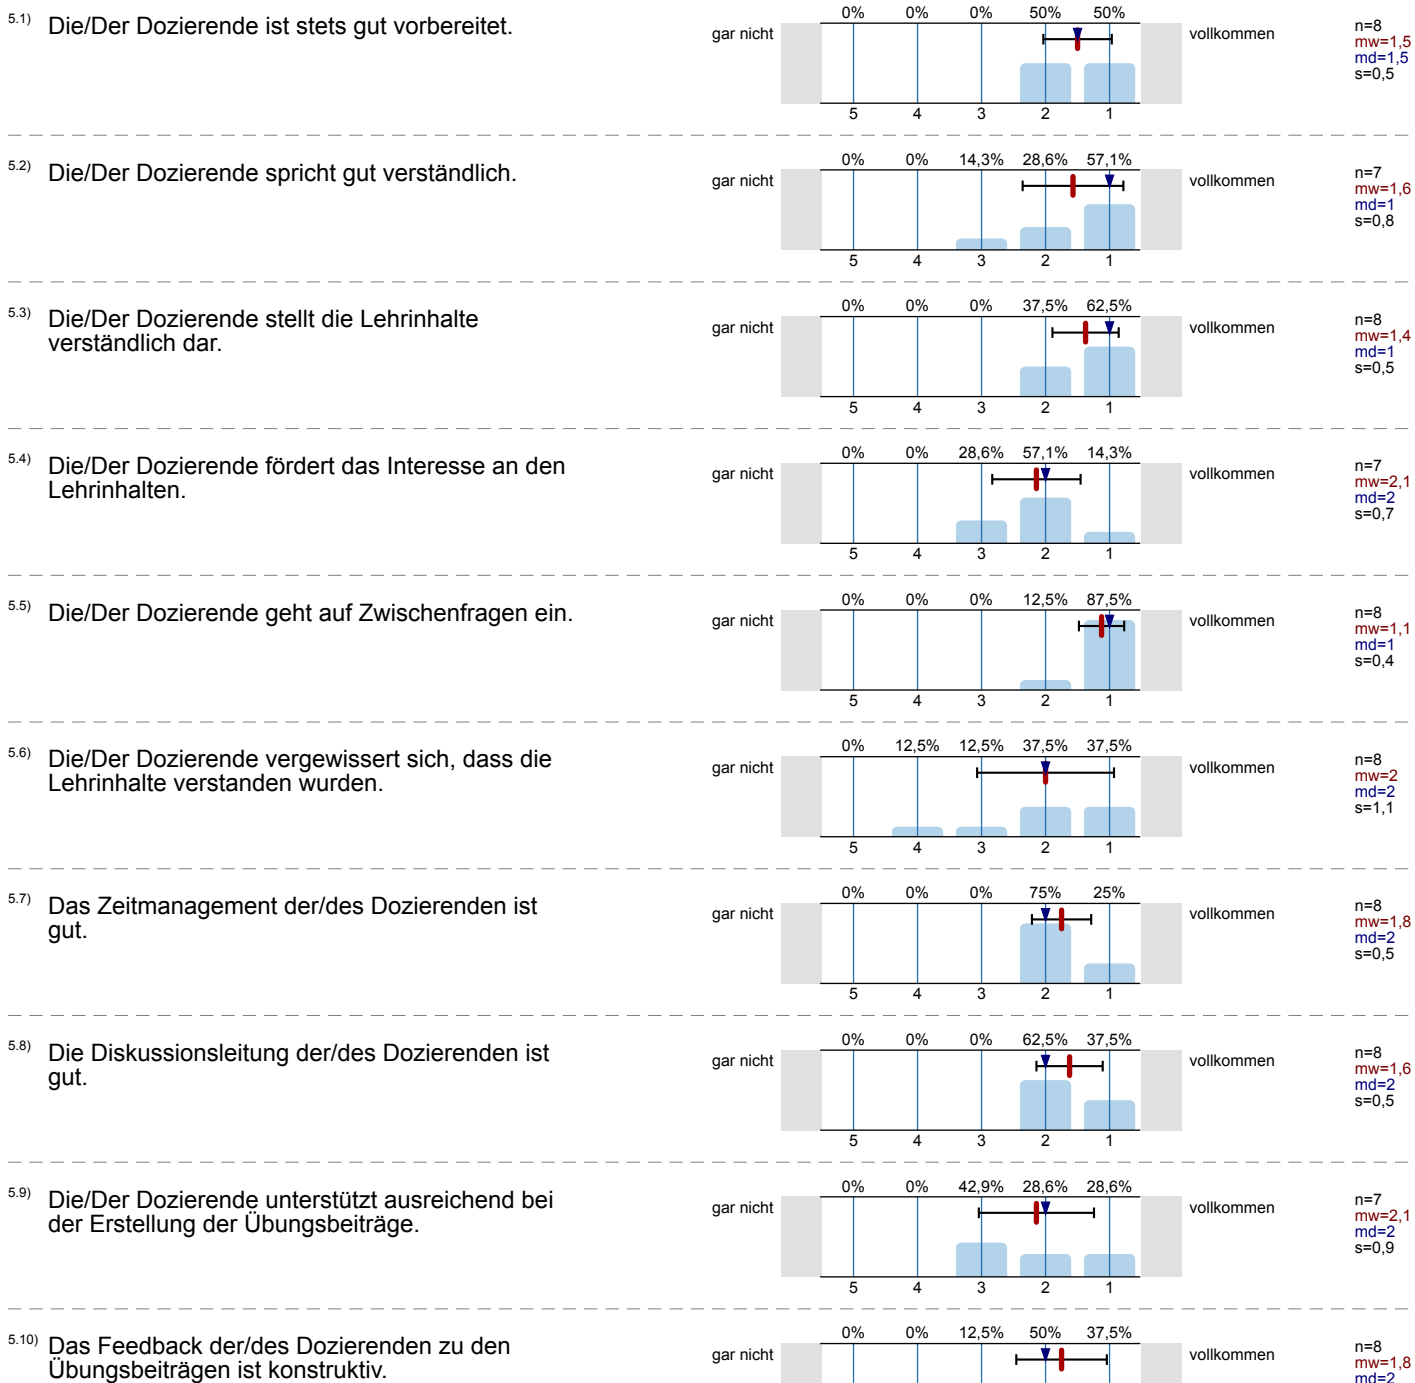 5.1) Die/Der Dozierende ist stets gut vorbereitet.
gar nicht
0% 0% 0% 50% 50%
5 4 3 2 1
vollkommen
n=8
mw=1,5
md=1,5
s=0,5
5.2) Die/Der Dozierende spricht gut verständlich.
gar nicht
0% 0% 14,3% 28,6% 57,1%
5 4 3 2 1
vollkommen
n=7
mw=1,6
md=1
s=0,8
5.3) Die/Der Dozierende stellt die Lehrinhalte
verständlich dar.
gar nicht
0% 0% 0% 37,5% 62,5%
5 4 3 2 1
vollkommen
n=8
mw=1,4
md=1
s=0,5
5.4) Die/Der Dozierende fördert das Interesse an den
Lehrinhalten.
gar nicht
0% 0% 28,6% 57,1% 14,3%
5 4 3 2 1
vollkommen
n=7
mw=2,1
md=2
s=0,7
5.5) Die/Der Dozierende geht auf Zwischenfragen ein.
gar nicht
0% 0% 0% 12,5% 87,5%
5 4 3 2 1
vollkommen
n=8
mw=1,1
md=1
s=0,4
5.6) Die/Der Dozierende vergewissert sich, dass die
Lehrinhalte verstanden wurden.
gar nicht
0% 12,5% 12,5% 37,5% 37,5%
5 4 3 2 1
vollkommen
n=8
mw=2
md=2
s=1,1
5.7) Das Zeitmanagement der/des Dozierenden ist
gut.
gar nicht
0% 0% 0% 75% 25%
5 4 3 2 1
vollkommen
n=8
mw=1,8
md=2
s=0,5
5.8) Die Diskussionsleitung der/des Dozierenden ist
gut.
gar nicht
0% 0% 0% 62,5% 37,5%
5 4 3 2 1
vollkommen
n=8
mw=1,6
md=2
s=0,5
5.9) Die/Der Dozierende unterstützt ausreichend bei
der Erstellung der Übungsbeiträge.
gar nicht
0% 0% 42,9% 28,6% 28,6%
5 4 3 2 1
vollkommen
n=7
mw=2,1
md=2
s=0,9
5.10) Das Feedback der/des Dozierenden zu den
Übungsbeiträgen ist konstruktiv.
gar nicht
0% 0% 12,5% 50% 37,5%
vollkommen
n=8
mw=1,8
md=2